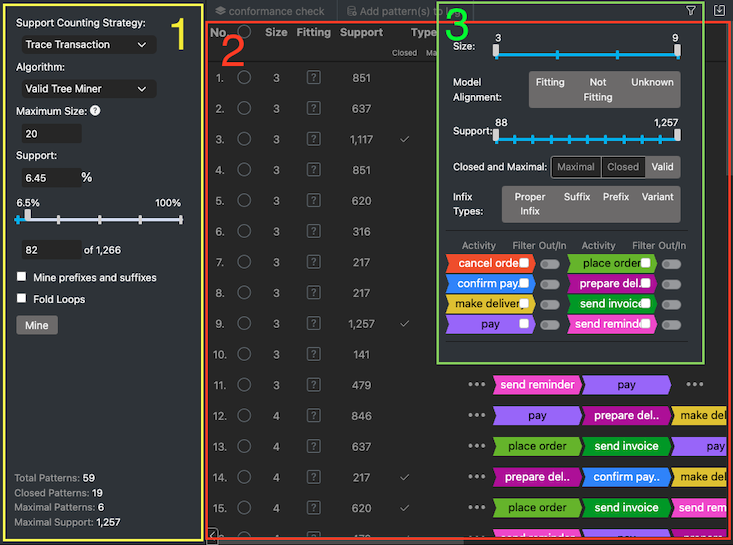 Support Counting Strategy:
Trace Transaction
Algorithm:
Valid Tree Miner
Maximum Size: ?
20
Support:
6.45 %
6.5% 100%
82 of 1,266
Mine prefixes and suffixes
Fold Loops
Mine
Total Patterns: 59
Closed Patterns: 19
Maximal Patterns: 6
Maximal Support: 1,257
1
conformance check Add pattern(s) to
No. Size Fitting Support Type
Closed Ma
2
1. 3 ? 851
2. 3 ? 637
3. 3 ? 1,117
4. 3 ? 851
5. 3 ? 620
6. 3 ? 316
7. 3 ? 217
8. 3 ? 217
9. 3 ? 1,257
10. 3 ? 141
11. 3 ? 479 ••• send reminder pay •••
12. 4 ? 846 ••• pay prepare del.. make del
13. 4 ? 637 ••• place order send invoice pay
14. 4 ? 217 ••• prepare del.. confirm pay.. make del
15. 4 ? 620 ••• place order send invoice send rem
3
Size: 3 9
Model Alignment: Fitting Not Fitting Unknown
Support: 88 1,257
Closed and Maximal: Maximal Closed Valid
Infix Types: Proper Infix Suffix Prefix Variant
Activity Filter Out/In Activity Filter Out/In
cancel orde place order
confirm pay. prepare del.
make delivery send invoice
pay send reminde